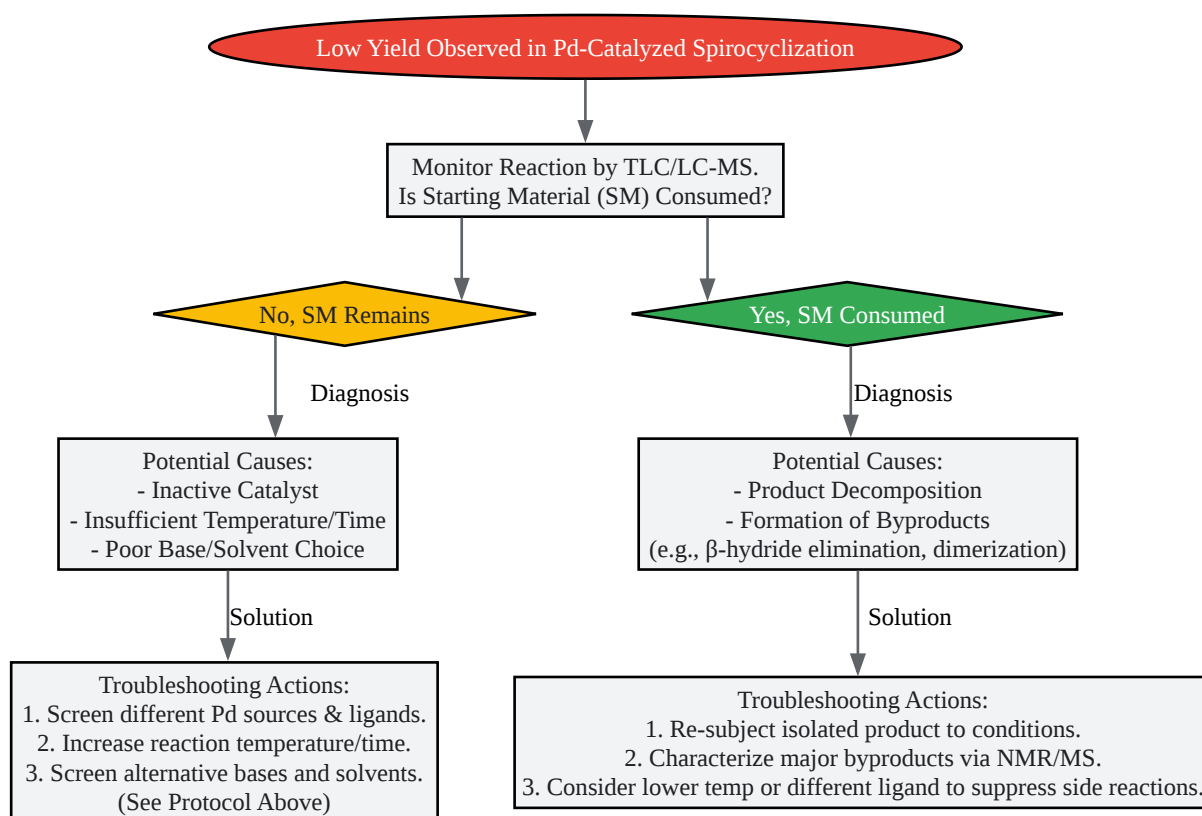 Low Yield Observed in Pd-Catalyzed Spirocyclization
Monitor Reaction by TLC/LC-MS.
Is Starting Material (SM) Consumed?
No, SM Remains
Yes, SM Consumed
Diagnosis
Diagnosis
Potential Causes:
- Inactive Catalyst
- Insufficient Temperature/Time
- Poor Base/Solvent Choice
Potential Causes:
- Product Decomposition
- Formation of Byproducts
(e.g., β-hydride elimination, dimerization)
Solution
Solution
Troubleshooting Actions:
1. Screen different Pd sources & ligands.
2. Increase reaction temperature/time.
3. Screen alternative bases and solvents.
(See Protocol Above)
Troubleshooting Actions:
1. Re-subject isolated product to conditions.
2. Characterize major byproducts via NMR/MS.
3. Consider lower temp or different ligand to suppress side reactions.